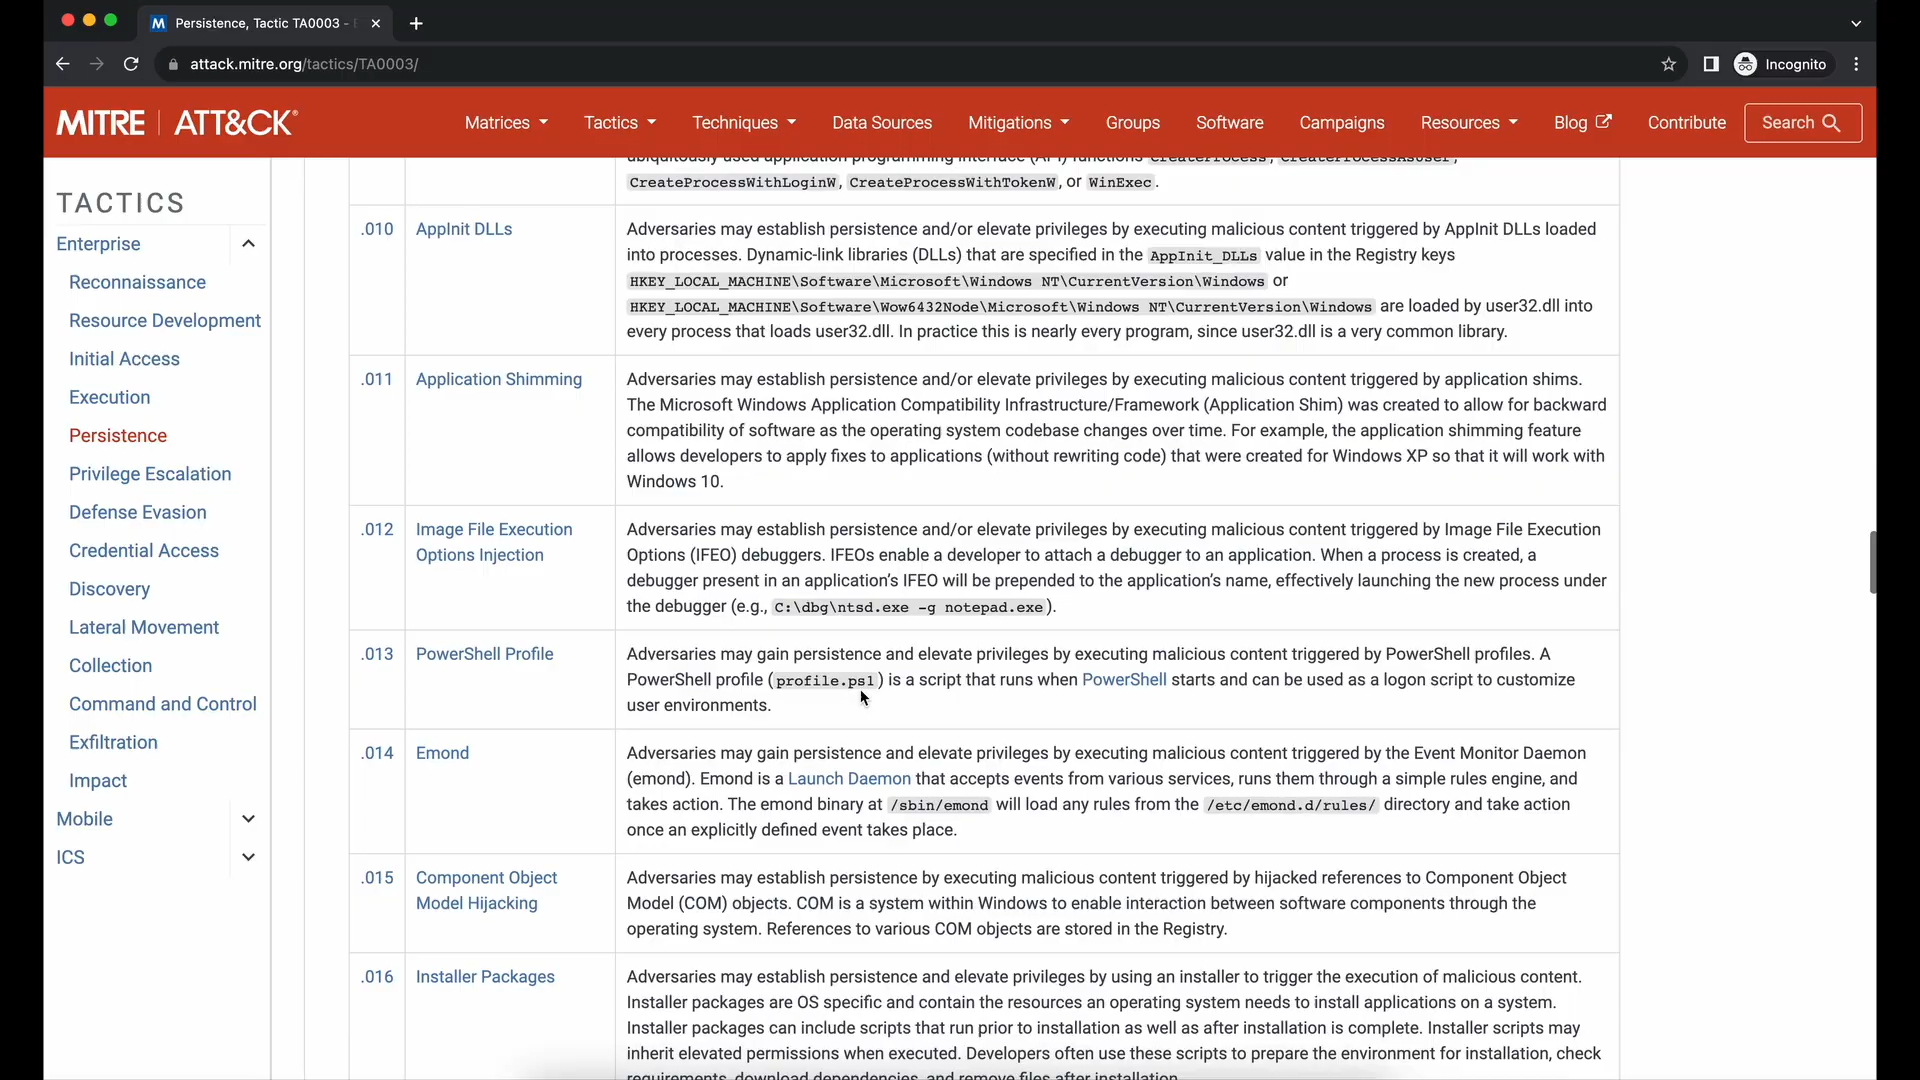 Persistence, Tactic TA0003 -
attack.mitre.org/tactics/TA0003/
Incognito
MITRE | ATT&CK®
Matrices
Tactics
Techniques
Data Sources
Mitigations
Groups
Software
Campaigns
Resources
Blog
Contribute
Search
TACTICS
Enterprise
Reconnaissance
Resource Development
Initial Access
Execution
Persistence
Privilege Escalation
Defense Evasion
Credential Access
Discovery
Lateral Movement
Collection
Command and Control
Exfiltration
Impact
Mobile
ICS
ubiquitously used application programming interface (API) functions CreateProcess, CreateProcessAsUser,
CreateProcessWithLoginW, CreateProcessWithTokenW, or WinExec.
.010
AppInit DLLs
Adversaries may establish persistence and/or elevate privileges by executing malicious content triggered by AppInit DLLs loaded
into processes. Dynamic-link libraries (DLLs) that are specified in the AppInit_DLLs value in the Registry keys
HKEY_LOCAL_MACHINE\Software\Microsoft\Windows NT\CurrentVersion\Windows or
HKEY_LOCAL_MACHINE\Software\Wow6432Node\Microsoft\Windows NT\CurrentVersion\Windows are loaded by user32.dll into
every process that loads user32.dll. In practice this is nearly every program, since user32.dll is a very common library.
.011
Application Shimming
Adversaries may establish persistence and/or elevate privileges by executing malicious content triggered by application shims.
The Microsoft Windows Application Compatibility Infrastructure/Framework (Application Shim) was created to allow for backward
compatibility of software as the operating system codebase changes over time. For example, the application shimming feature
allows developers to apply fixes to applications (without rewriting code) that were created for Windows XP so that it will work with
Windows 10.
.012
Image File Execution
Options Injection
Adversaries may establish persistence and/or elevate privileges by executing malicious content triggered by Image File Execution
Options (IFEO) debuggers. IFEOs enable a developer to attach a debugger to an application. When a process is created, a
debugger present in an application’s IFEO will be prepended to the application’s name, effectively launching the new process under
the debugger (e.g., C:\dbg\ntsd.exe -g notepad.exe).
.013
PowerShell Profile
Adversaries may gain persistence and elevate privileges by executing malicious content triggered by PowerShell profiles. A
PowerShell profile (profile.ps1) is a script that runs when PowerShell starts and can be used as a logon script to customize
user environments.
.014
Emond
Adversaries may gain persistence and elevate privileges by executing malicious content triggered by the Event Monitor Daemon
(emond). Emond is a Launch Daemon that accepts events from various services, runs them through a simple rules engine, and
takes action. The emond binary at /sbin/emond will load any rules from the /etc/emond.d/rules/ directory and take action
once an explicitly defined event takes place.
.015
Component Object
Model Hijacking
Adversaries may establish persistence by executing malicious content triggered by hijacked references to Component Object
Model (COM) objects. COM is a system within Windows to enable interaction between software components through the
operating system. References to various COM objects are stored in the Registry.
.016
Installer Packages
Adversaries may establish persistence and elevate privileges by using an installer to trigger the execution of malicious content.
Installer packages are OS specific and contain the resources an operating system needs to install applications on a system.
Installer packages can include scripts that run prior to installation as well as after installation is complete. Installer scripts may
inherit elevated permissions when executed. Developers often use these scripts to prepare the environment for installation, check
requirements, download dependencies, and remove files after installation.